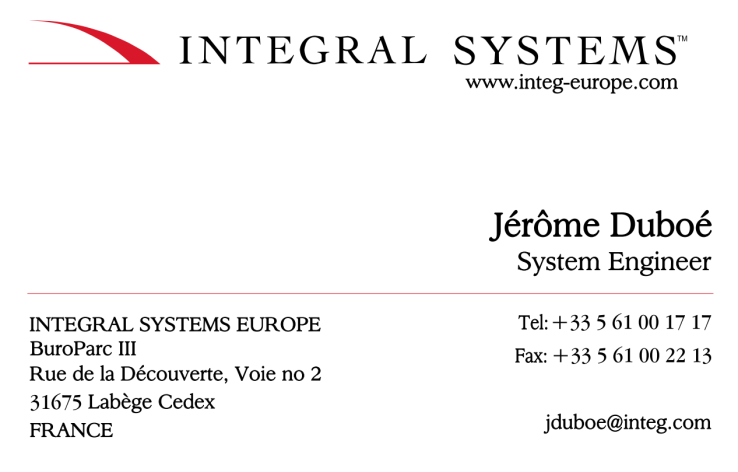 INTEGRAL SYSTEMS™
www.integ-europe.com
Jérôme Duboé
System Engineer
INTEGRAL SYSTEMS EUROPE
BuroParc III
Rue de la Découverte, Voie no 2
31675 Labège Cedex
FRANCE
Tel: +33 5 61 00 17 17
Fax: +33 5 61 00 22 13
jduboe@integ.com